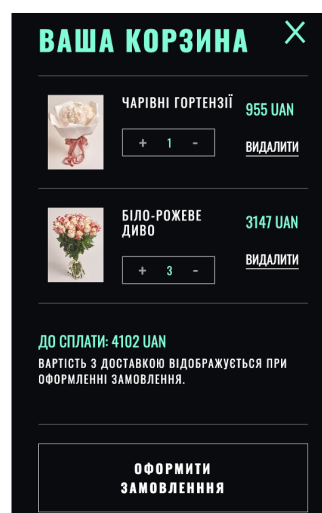 ВАША КОРЗИНА
ЧАРІВНІ ГОРТЕНЗІЇ
955 UAN
+ 1 -
ВИДАЛИТИ
БІЛО-РОЖЕВЕ
ДИВО
3147 UAN
+ 3 -
ВИДАЛИТИ
ДО СПЛАТИ: 4102 UAN
ВАРТІСТЬ З ДОСТАВКОЮ ВІДОБРАЖУЄТЬСЯ ПРИ
ОФОРМЛЕННІ ЗАМОВЛЕННЯ.
ОФОРМИТИ
ЗАМОВЛЕНННЯ